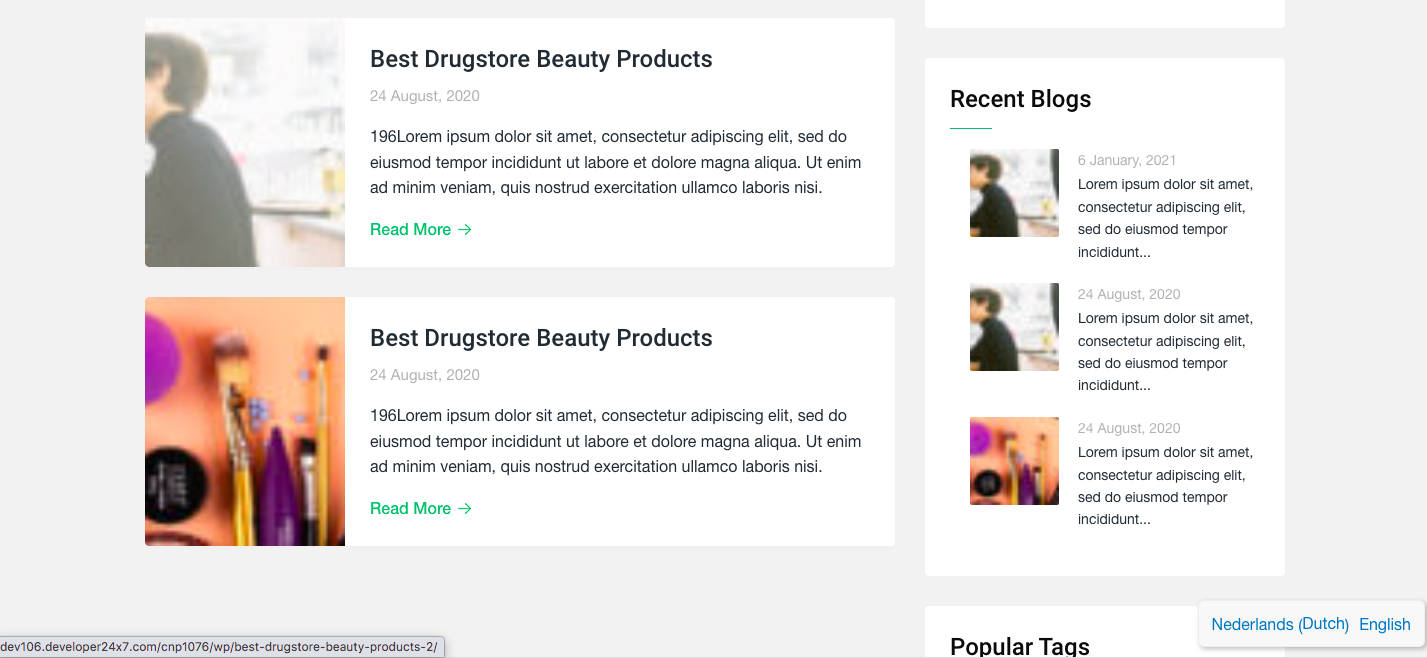 Best Drugstore Beauty Products
24 August, 2020
196Lorem ipsum dolor sit amet, consectetur adipiscing elit, sed do
eiusmod tempor incididunt ut labore et dolore magna aliqua. Ut enim
ad minim veniam, quis nostrud exercitation ullamco laboris nisi.
Read More →
Best Drugstore Beauty Products
24 August, 2020
196Lorem ipsum dolor sit amet, consectetur adipiscing elit, sed do
eiusmod tempor incididunt ut labore et dolore magna aliqua. Ut enim
ad minim veniam, quis nostrud exercitation ullamco laboris nisi.
Read More →
Recent Blogs
6 January, 2021
Lorem ipsum dolor sit amet,
consectetur adipiscing elit,
sed do eiusmod tempor
incididunt...
24 August, 2020
Lorem ipsum dolor sit amet,
consectetur adipiscing elit,
sed do eiusmod tempor
incididunt...
24 August, 2020
Lorem ipsum dolor sit amet,
consectetur adipiscing elit,
sed do eiusmod tempor
incididunt...
Popular Tags
Nederlands (Dutch) English
dev106.developer24x7.com/cnp1076/wp/best-drugstore-beauty-products-2/